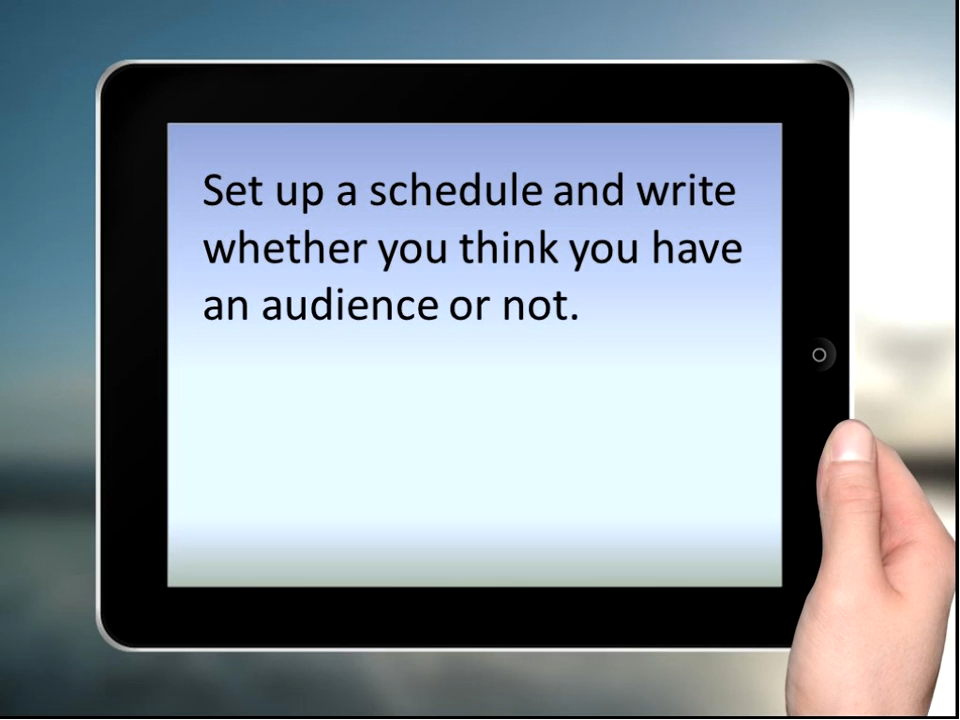 Set up a schedule and write
whether you think you have
an audience or not.